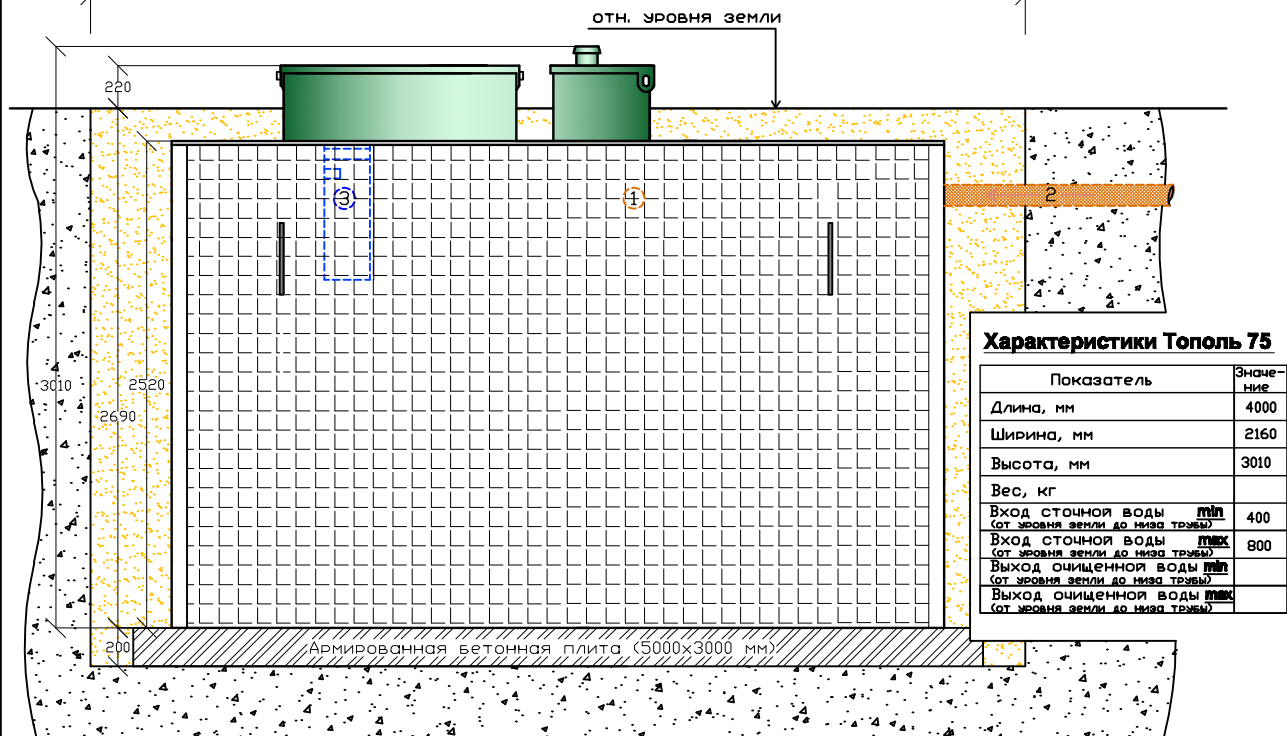 отн. уровня земли
220
3
1
2
3010
2520
2690
Характеристики Тополь 75
Показатель
Значе-
ние
Длина, мм 4000
Ширина, мм 2160
Высота, мм 3010
Вес, кг
Вход сточной воды min 400
(от уровня земли до низа трубы)
Вход сточной воды max 800
(от уровня земли до низа трубы)
Выход очищенной воды min
(от уровня земли до низа трубы)
Выход очищенной воды max
(от уровня земли до низа трубы)
200
Армированная бетонная плита (5000х3000 мм)